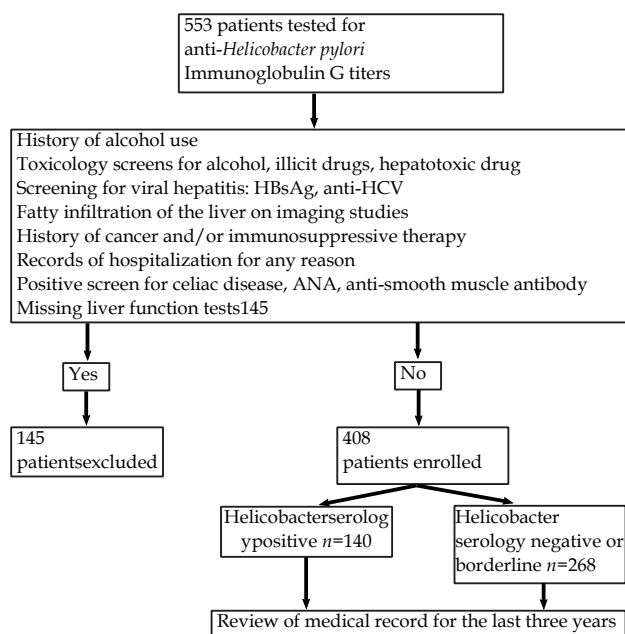 553 patients tested for
anti-Helicobacter pylori
Immunoglobulin G titers
History of alcohol use
Toxicology screens for alcohol, illicit drugs, hepatotoxic drug
Screening for viral hepatitis: HBsAg, anti-HCV
Fatty infiltration of the liver on imaging studies
History of cancer and/or immunosuppressive therapy
Records of hospitalization for any reason
Positive screen for celiac disease, ANA, anti-smooth muscle antibody
Missing liver function tests145
Yes
No
145
patientsexcluded
408
patients enrolled
Helicobacterserolog
ypositive n=140
Helicobacter
serology negative or
borderline n=268
Review of medical record for the last three years